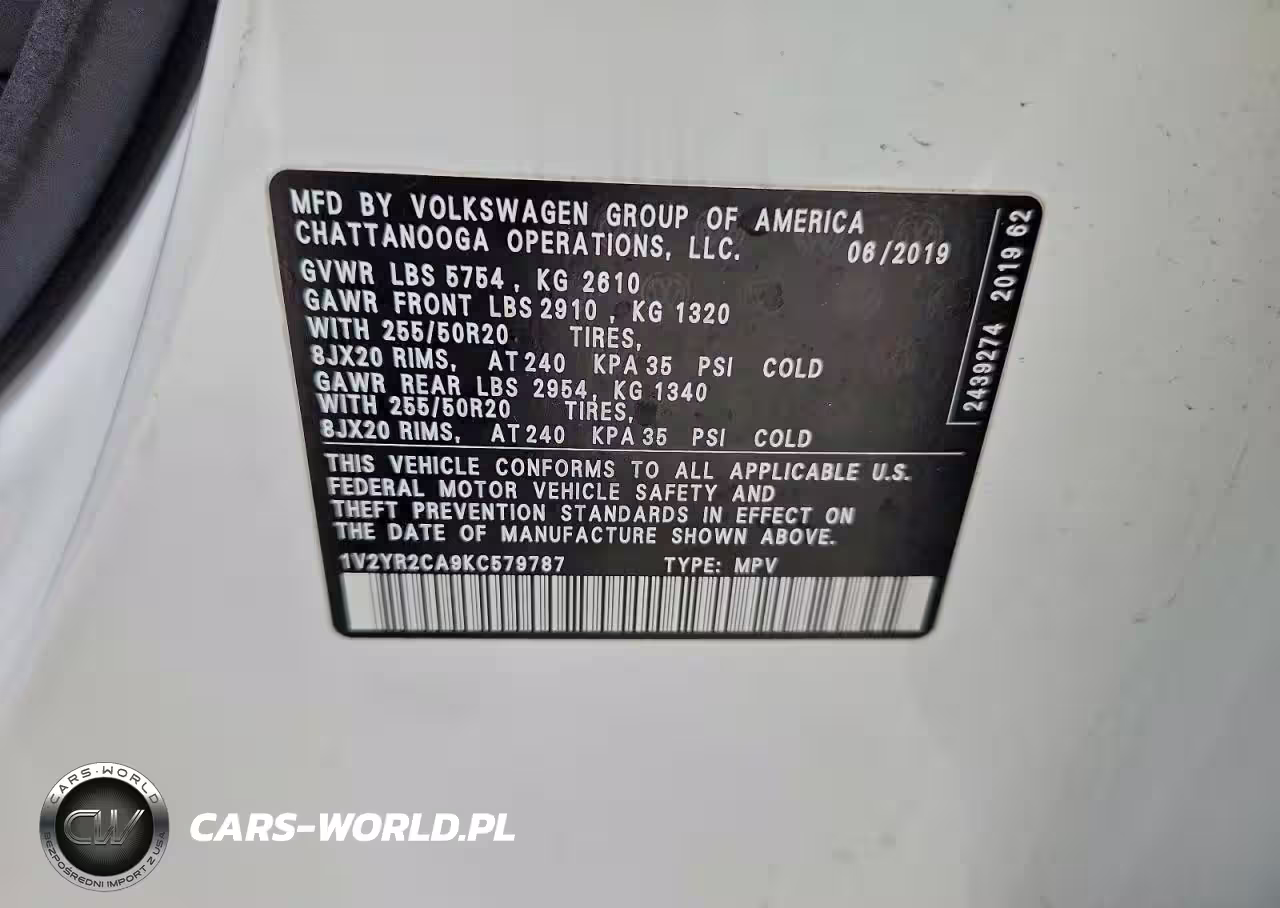 MFD BY VOLKSWAGEN GROUP OF AMERICA
CHATTANOOGA OPERATIONS, LLC. 06/2019
GVWR LBS 5754, KG 2610
GAWR FRONT LBS 2910, KG 1320
WITH 255/50R20 TIRES,
8JX20 RIMS, AT 240 KPA 35 PSI COLD
GAWR REAR LBS 2954, KG 1340
WITH 255/50R20 TIRES,
8JX20 RIMS, AT 240 KPA 35 PSI COLD
2439274 2019 62
THIS VEHICLE CONFORMS TO ALL APPLICABLE U.S.
FEDERAL MOTOR VEHICLE SAFETY AND
THEFT PREVENTION STANDARDS IN EFFECT ON
THE DATE OF MANUFACTURE SHOWN ABOVE.
1V2YR2CA9KC579787 TYPE: MPV
CARS-WORLD
CW
BEZPOŚREDNI IMPORT Z USA
CARS-WORLD.PL